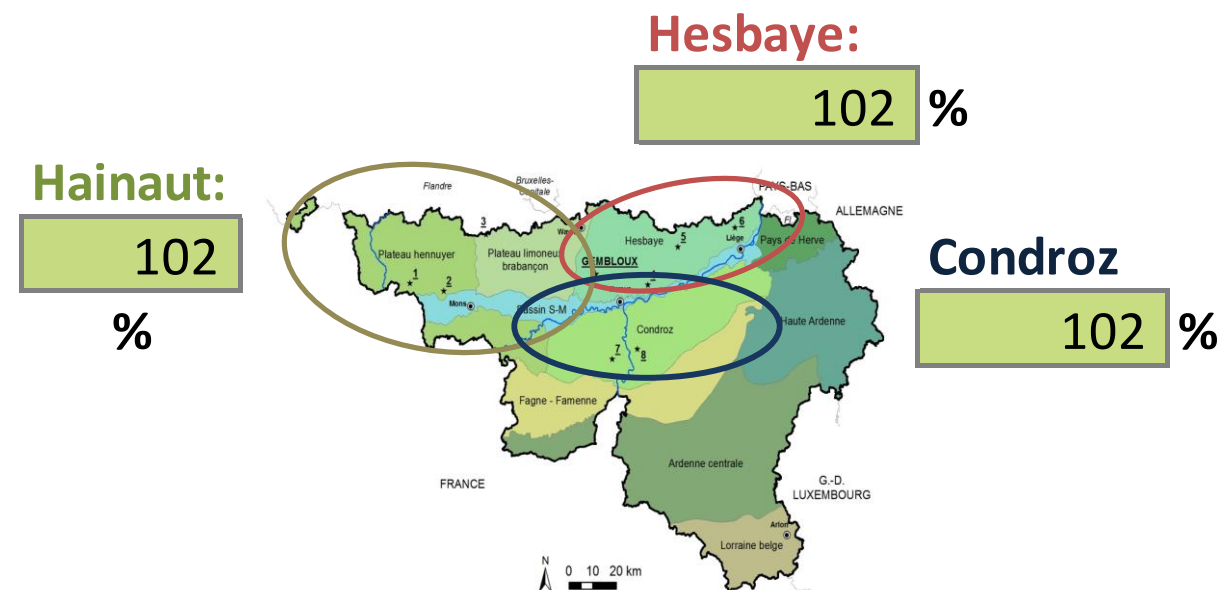 Hesbaye:
102 %
Hainaut:
102
%
Condroz
102 %
Flandre
Bruxelles-
Capitale
PAYS-BAS
ALLEMAGNE
3
6
5
Hesbaye
Liège
Pays de Herve
Plateau hennuyer
Plateau limoneux
brabançon
GEMBLOUX
1
2
Mons
Bassin S-M
Condroz
Haute Ardenne
7
8
Fagne - Famenne
Ardenne centrale
FRANCE
G.-D.
LUXEMBOURG
Arlon
Lorraine belge
N
0 10 20 km